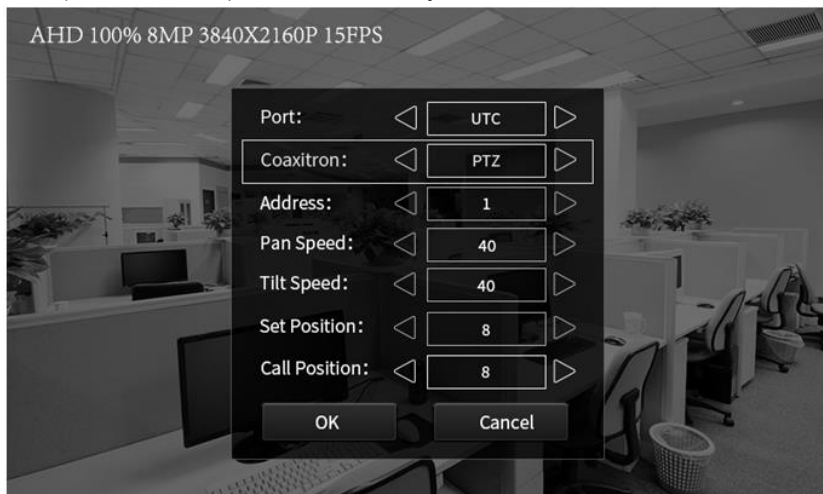 AHD 100% 8MP 3840X2160P 15FPS
Port: UTC
Coaxitron: PTZ
Address: 1
Pan Speed: 40
Tilt Speed: 40
Set Position: 8
Call Position: 8
OK Cancel